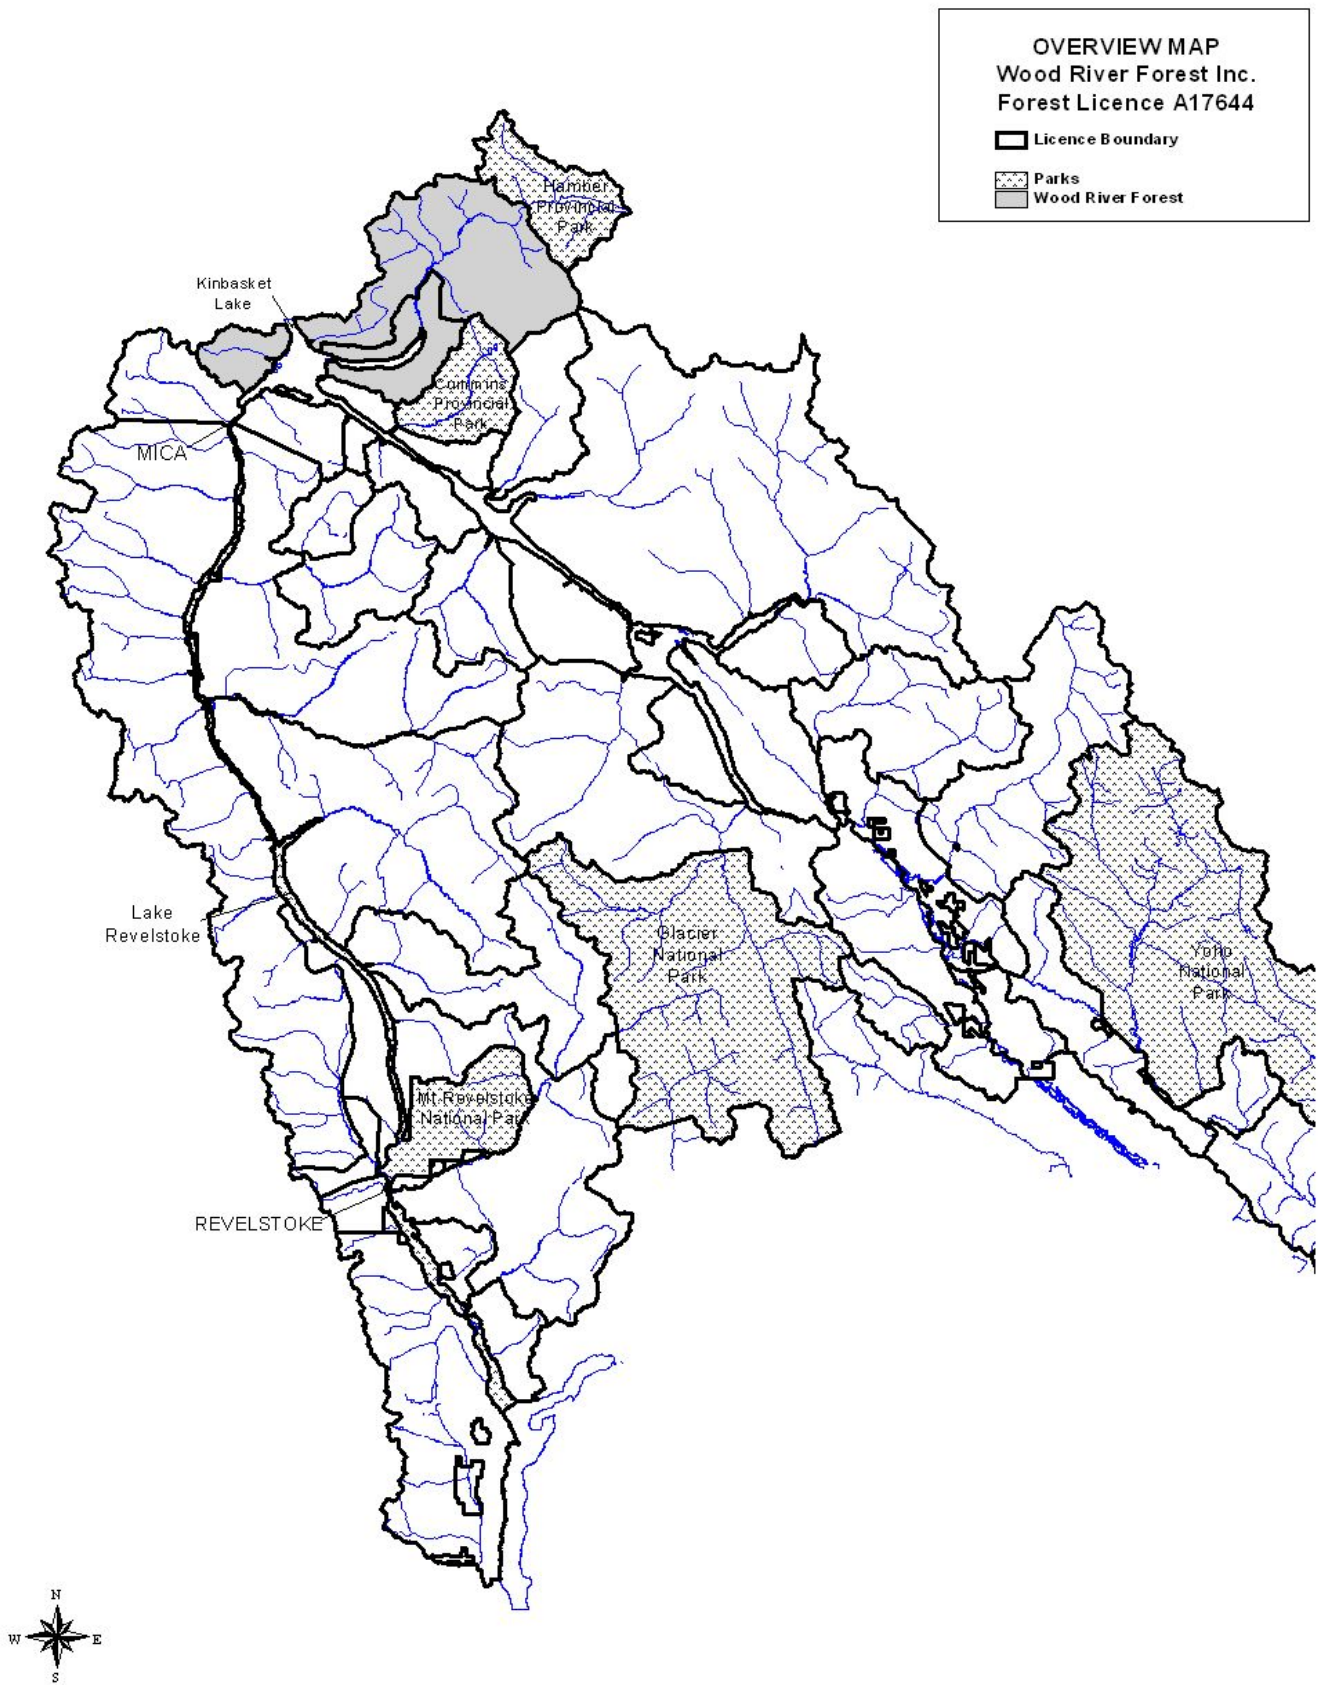 OVERVIEW MAP
Wood River Forest Inc.
Forest Licence A17644
Licence Boundary
Parks
Wood River Forest
Hamber
Provincial
Park
Kinbasket
Lake
Cummins
Provincial
Park
MICA
Lake
Revelstoke
Glacier
National
Park
Yoho
National
Park
Mt Revelstoke
National Park
REVELSTOKE
N
W
E
S